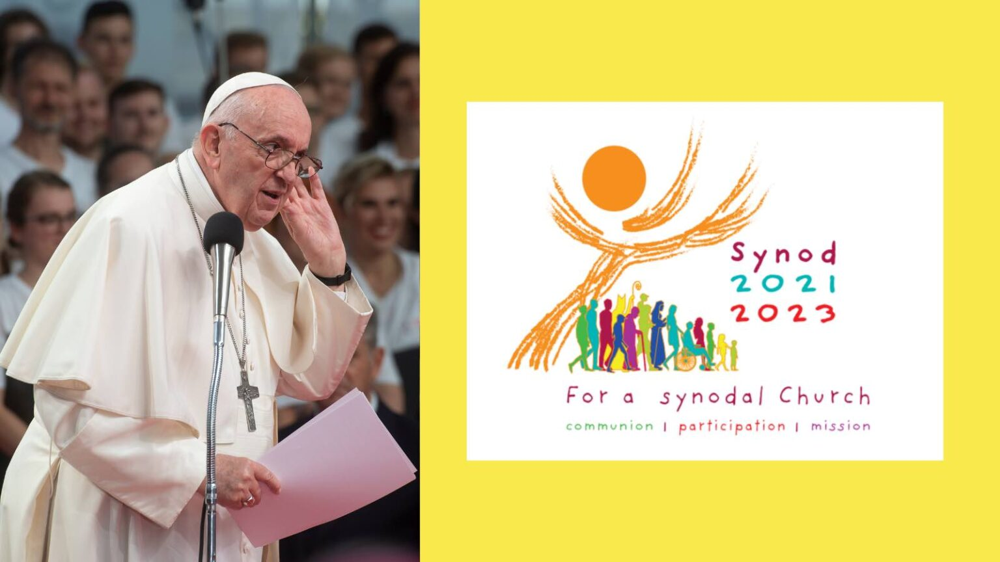 Synod
2021
2023
For a synodal Church
communion | participation | mission